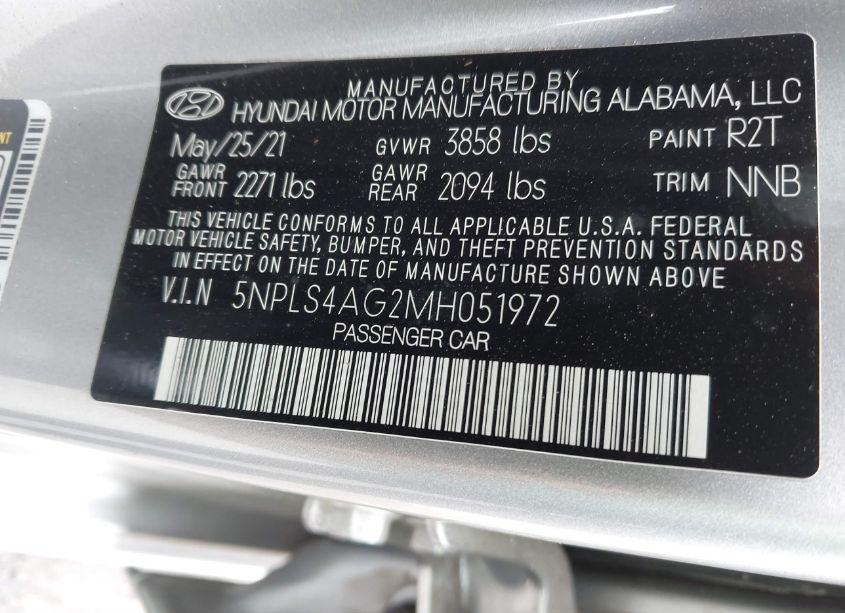 MANUFACTURED BY
HYUNDAI MOTOR MANUFACTURING ALABAMA, LLC
May/25/21 GVWR 3858 lbs PAINT R2T
GAWR FRONT 2271 lbs GAWR REAR 2094 lbs TRIM NNB
THIS VEHICLE CONFORMS TO ALL APPLICABLE U.S.A. FEDERAL
MOTOR VEHICLE SAFETY, BUMPER, AND THEFT PREVENTION STANDARDS
IN EFFECT ON THE DATE OF MANUFACTURE SHOWN ABOVE
V.I.N 5NPLS4AG2MH051972
PASSENGER CAR